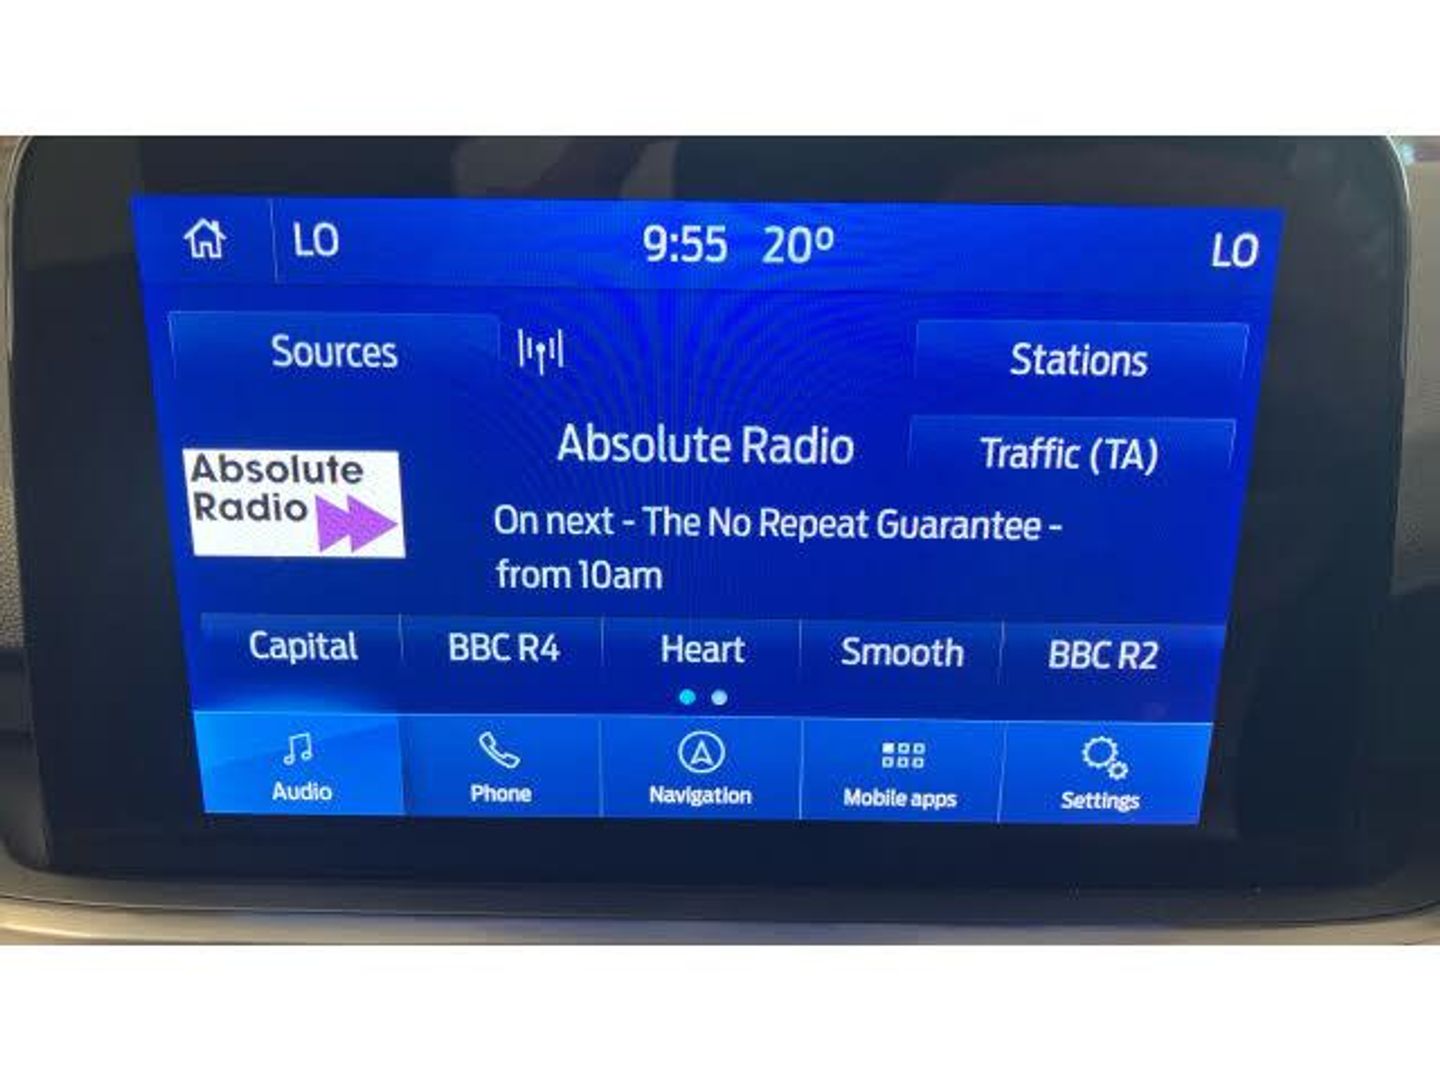 LO 9:55 20° LO
Sources Stations
Absolute Radio Traffic (TA)
Absolute
Radio
On next - The No Repeat Guarantee -
from 10am
Capital BBC R4 Heart Smooth BBC R2
Audio Phone Navigation Mobile apps Settings